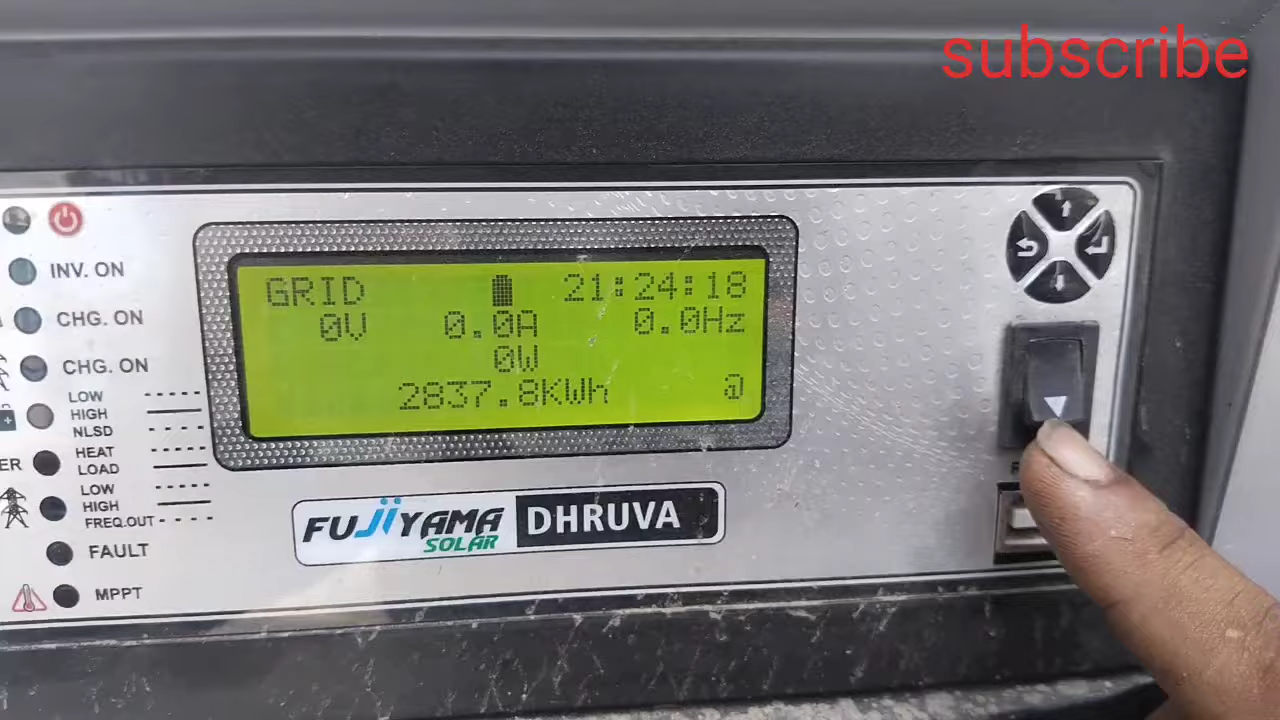 subscribe
INV. ON
CHG. ON
CHG. ON
LOW
HIGH
NLSD
ER
HEAT
LOAD
LOW
HIGH
FREQ.OUT
FAULT
MPPT
GRID 21:24:18
0V 0.0A 0.0Hz
0W
2837.8KWh @
FUJIYAMA
SOLAR
DHRUVA